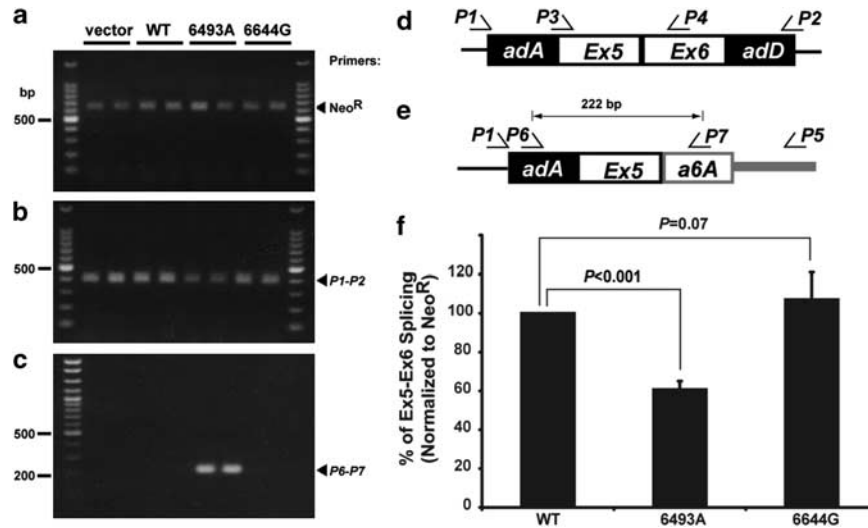 a
vector WT 6493A 6644G
Primers:
bp
500
Neo^R
b
500
P1-P2
c
500
200
P6-P7
d
P1 P3 P4 P2
adA Ex5 Ex6 adD
e
222 bp
P1 P6 P7 P5
adA Ex5 a6A
f
P=0.07
P<0.001
% of Ex5-Ex6 Splicing
(Normalized to Neo^R)
120
100
80
60
40
20
0
WT 6493A 6644G